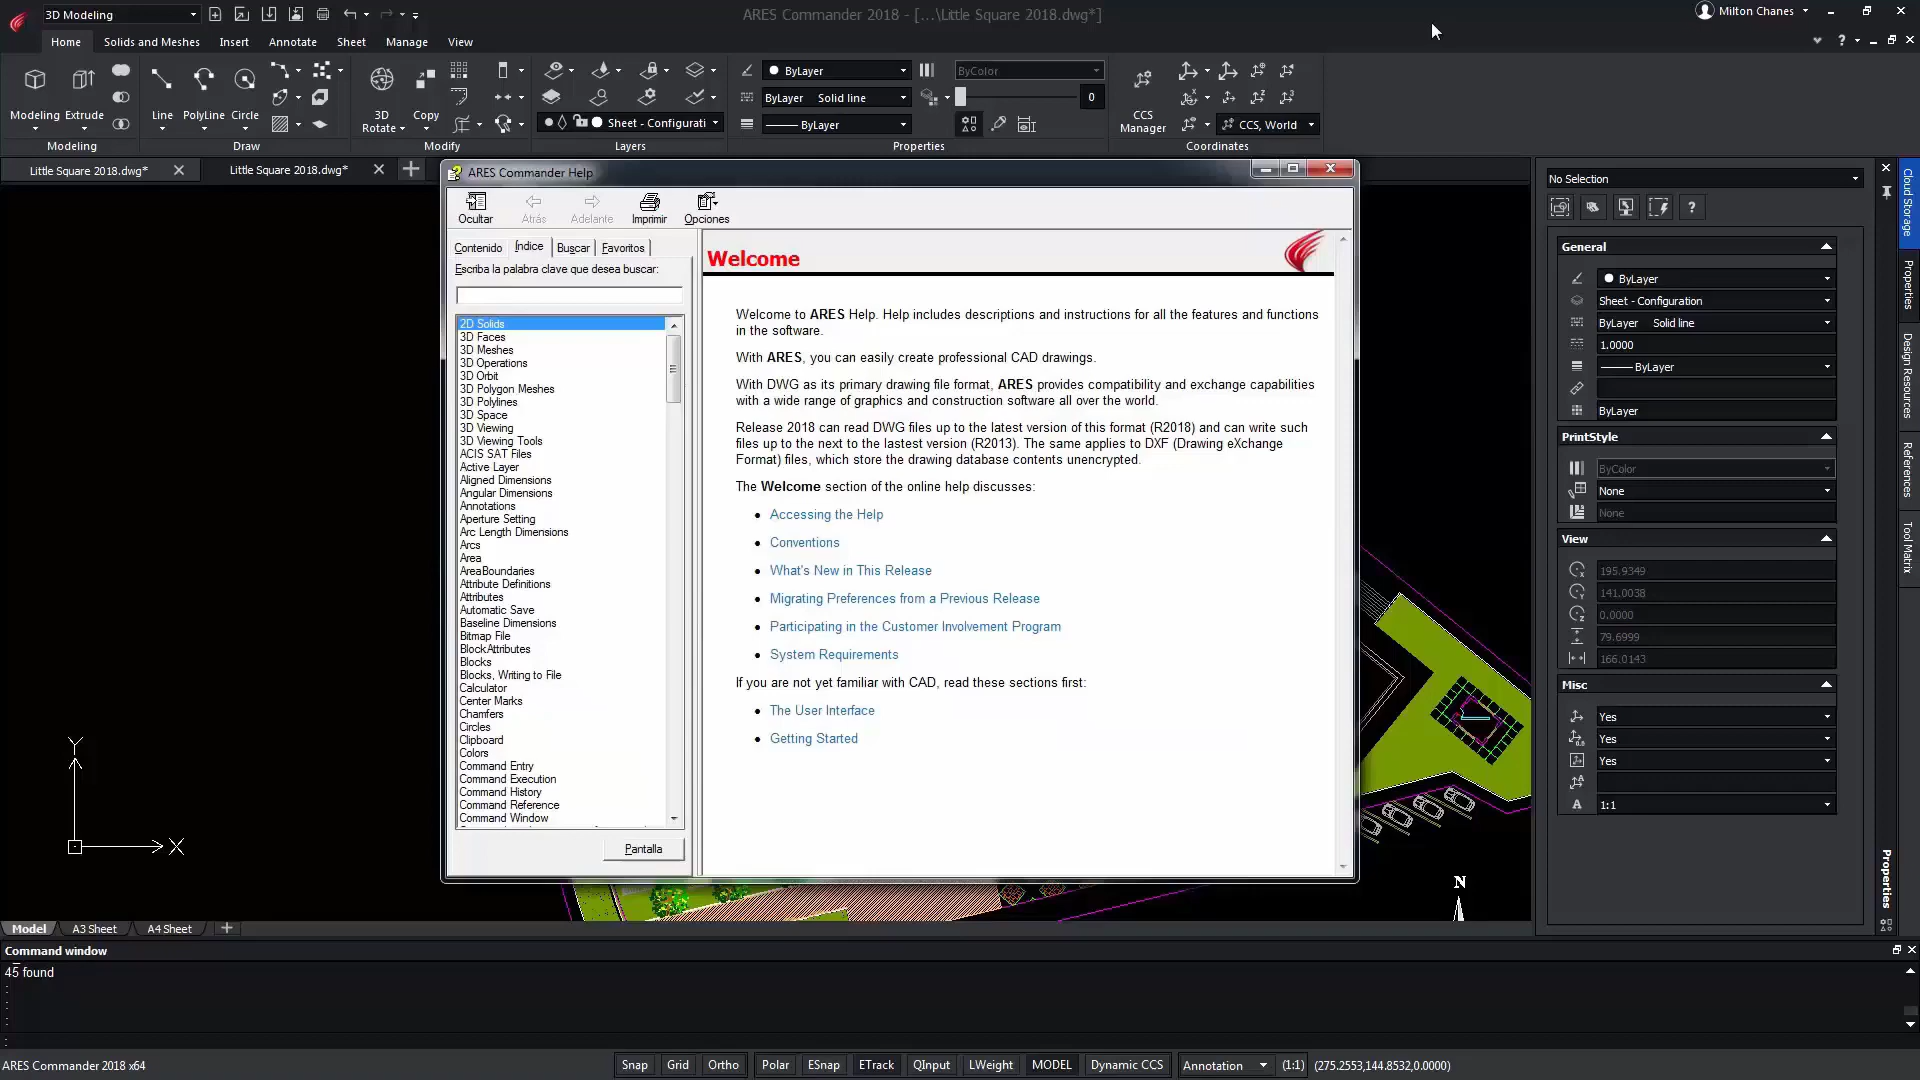 3D Modeling
ARES Commander 2018 - [...\Little Square 2018.dwg*]
Milton Chanes
Home
Solids and Meshes
Insert
Annotate
Sheet
Manage
View
Modeling
Extrude
Line
PolyLine
Circle
3D Rotate
Copy
ByLayer
ByLayer Solid line
ByLayer
Sheet - Configurati
ByColor
0
CCS Manager
CCS, World
Modeling
Draw
Modify
Layers
Properties
Coordinates
Little Square 2018.dwg*
Little Square 2018.dwg*
ARES Commander Help
Ocultar
Atrás
Adelante
Imprimir
Opciones
Contenido
Índice
Buscar
Favoritos
Escriba la palabra clave que desea buscar:
2D Solids
3D Faces
3D Meshes
3D Operations
3D Orbit
3D Polygon Meshes
3D Polylines
3D Space
3D Viewing
3D Viewing Tools
ACIS SAT Files
Active Layer
Aligned Dimensions
Angular Dimensions
Annotations
Aperture Setting
Arc Length Dimensions
Arcs
Area
AreaBoundaries
Attribute Definitions
Attributes
Automatic Save
Baseline Dimensions
Bitmap File
BlockAttributes
Blocks
Blocks, Writing to File
Calculator
Center Marks
Chamfers
Circles
Clipboard
Colors
Command Entry
Command Execution
Command History
Command Reference
Command Window
Pantalla
Welcome
Welcome to ARES Help. Help includes descriptions and instructions for all the features and functions
in the software.
With ARES, you can easily create professional CAD drawings.
With DWG as its primary drawing file format, ARES provides compatibility and exchange capabilities
with a wide range of graphics and construction software all over the world.
Release 2018 can read DWG files up to the latest version of this format (R2018) and can write such
files up to the next to the lastest version (R2013). The same applies to DXF (Drawing eXchange
Format) files, which store the drawing database contents unencrypted.
The Welcome section of the online help discusses:
Accessing the Help
Conventions
What's New in This Release
Migrating Preferences from a Previous Release
Participating in the Customer Involvement Program
System Requirements
If you are not yet familiar with CAD, read these sections first:
The User Interface
Getting Started
No Selection
General
ByLayer
Sheet - Configuration
ByLayer Solid line
1.0000
ByLayer
ByLayer
PrintStyle
ByColor
None
None
View
195.9349
141.0038
0.0000
79.6999
166.0143
Misc
Yes
Yes
Yes
1:1
Cloud Storage
Properties
Design Resources
References
Tool Matrix
Properties
Y
X
N
Model
A3 Sheet
A4 Sheet
Command window
45 found
:
:
:
:
ARES Commander 2018 x64
Snap
Grid
Ortho
Polar
ESnap
ETrack
QInput
LWeight
MODEL
Dynamic CCS
Annotation
(1:1)
(275.2553,144.8532,0.0000)